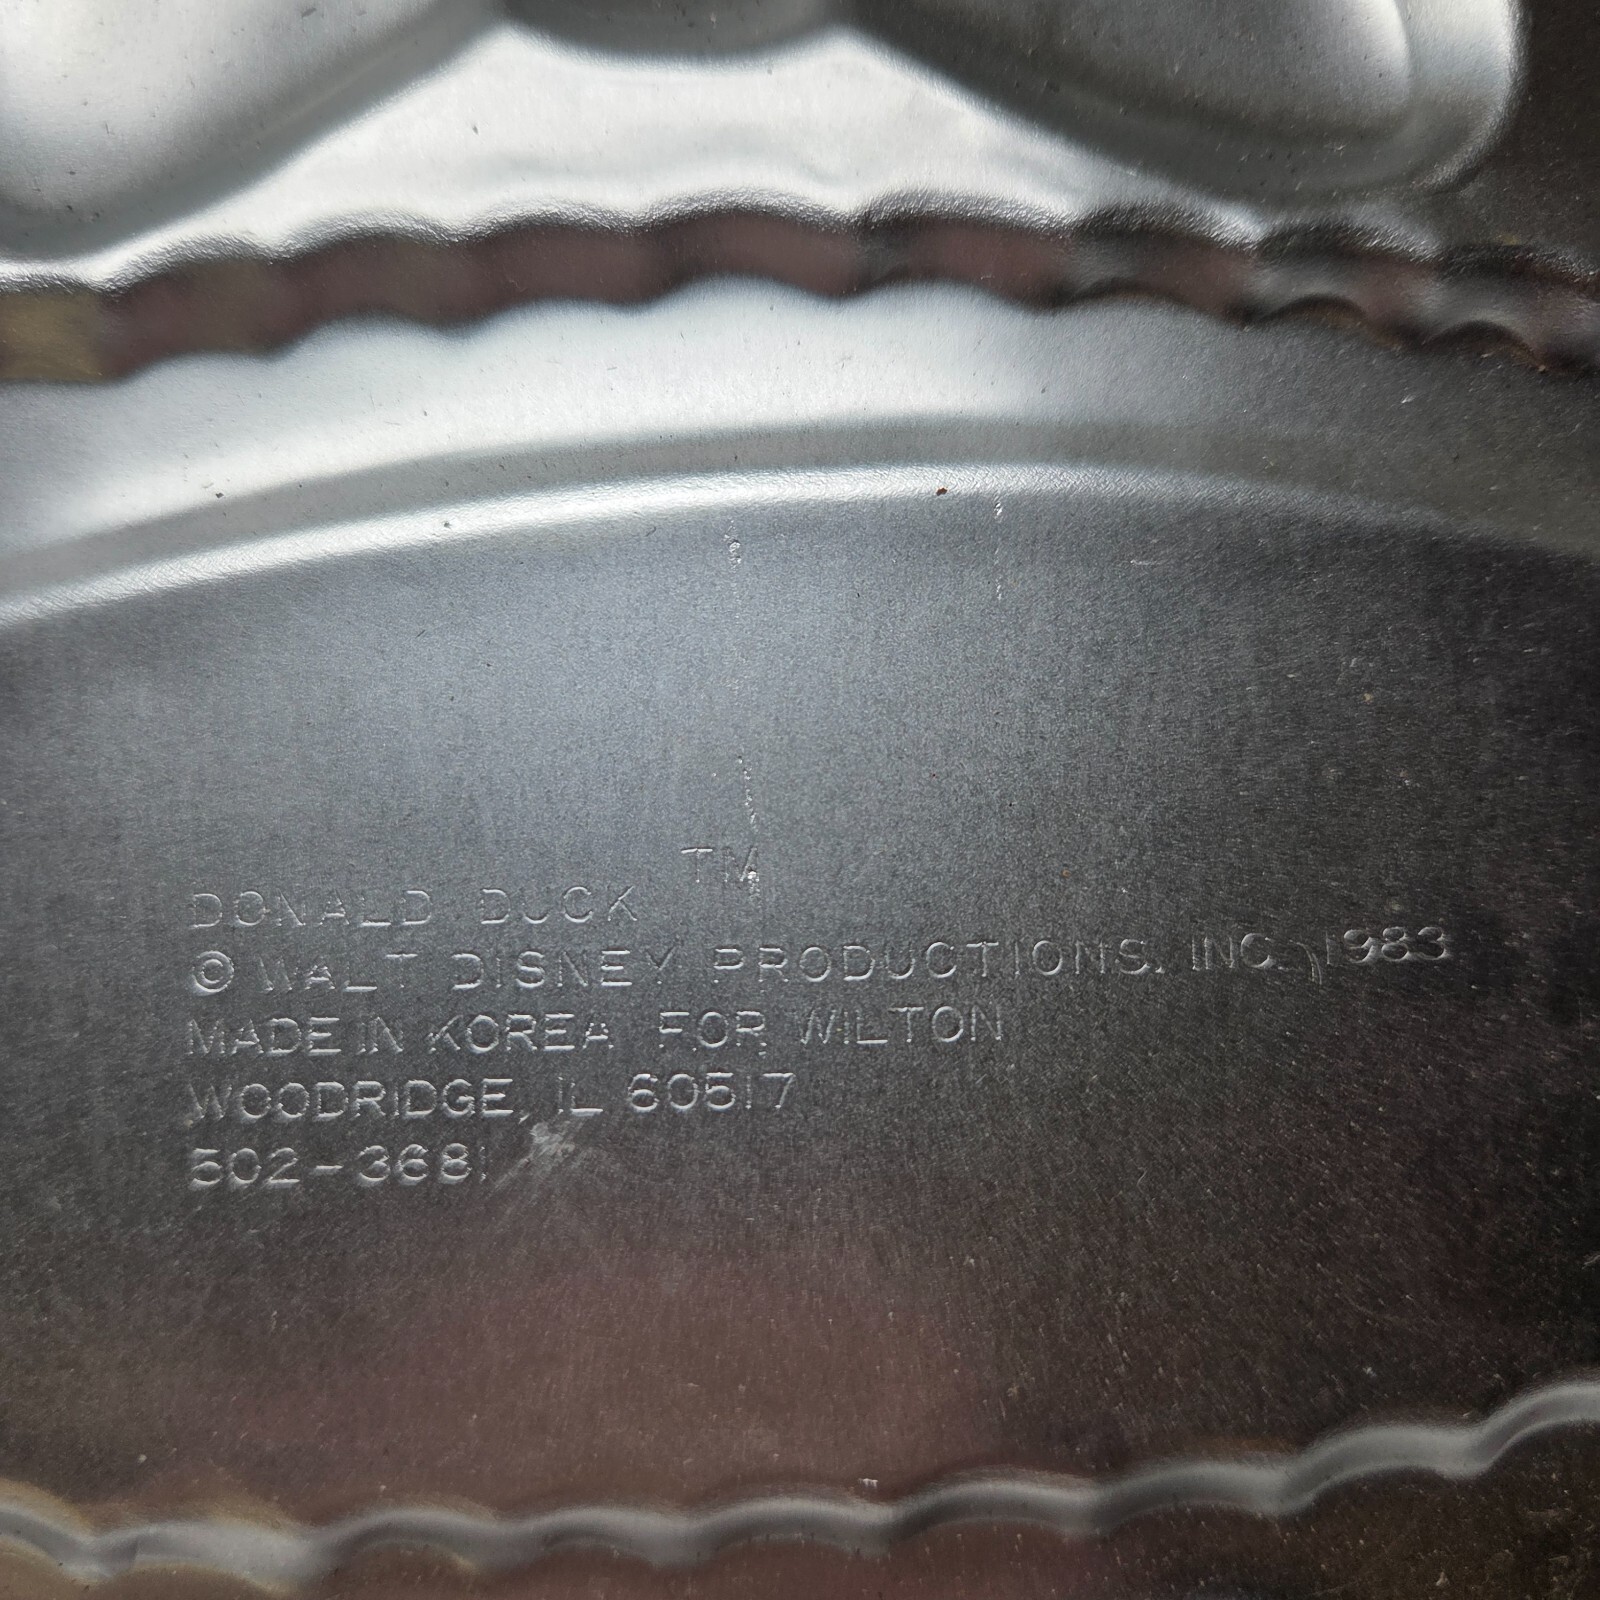 DONALD DUCK TM
© WALT DISNEY PRODUCTIONS, INC., 1983
MADE IN KOREA FOR WILTON
WOODRIDGE, IL 60517
502-3681